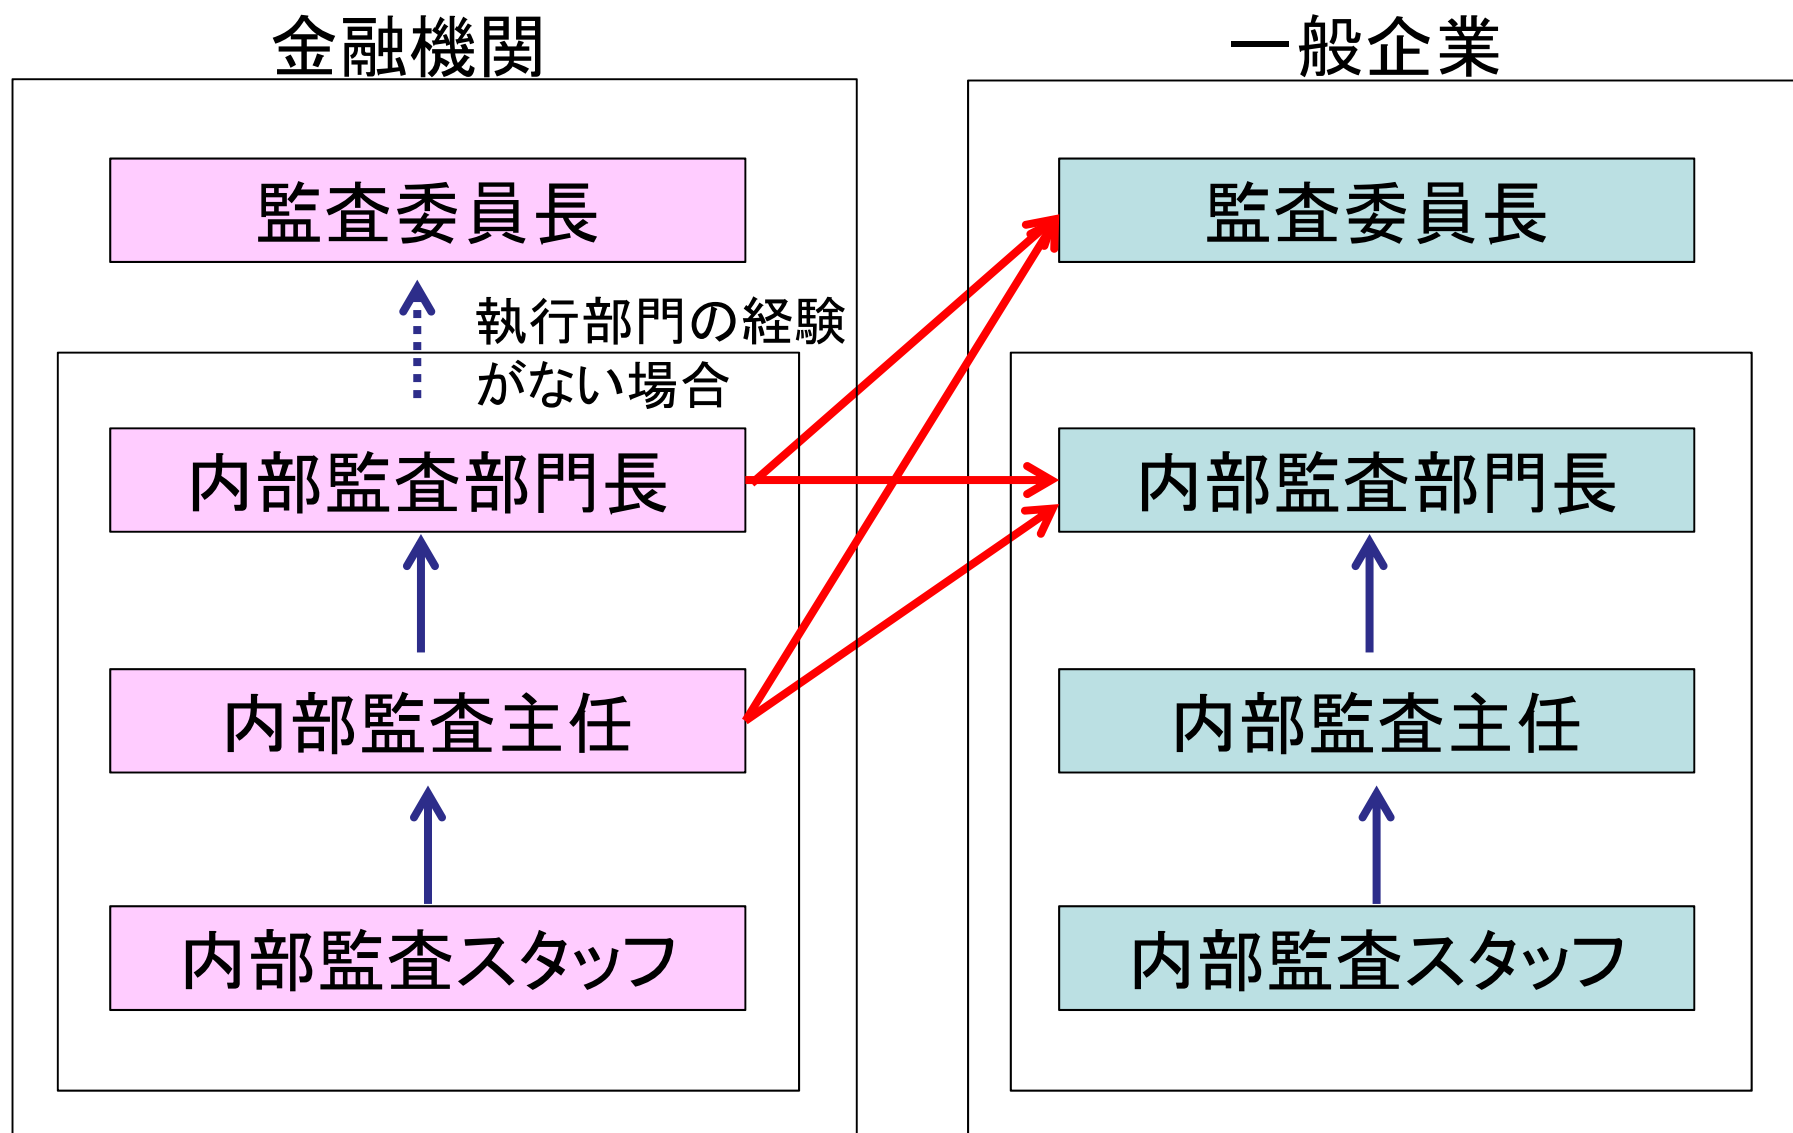 金融機関
監査委員長
執行部門の経験
がない場合
内部監査部門長
内部監査主任
内部監査スタッフ
一般企業
監査委員長
内部監査部門長
内部監査主任
内部監査スタッフ